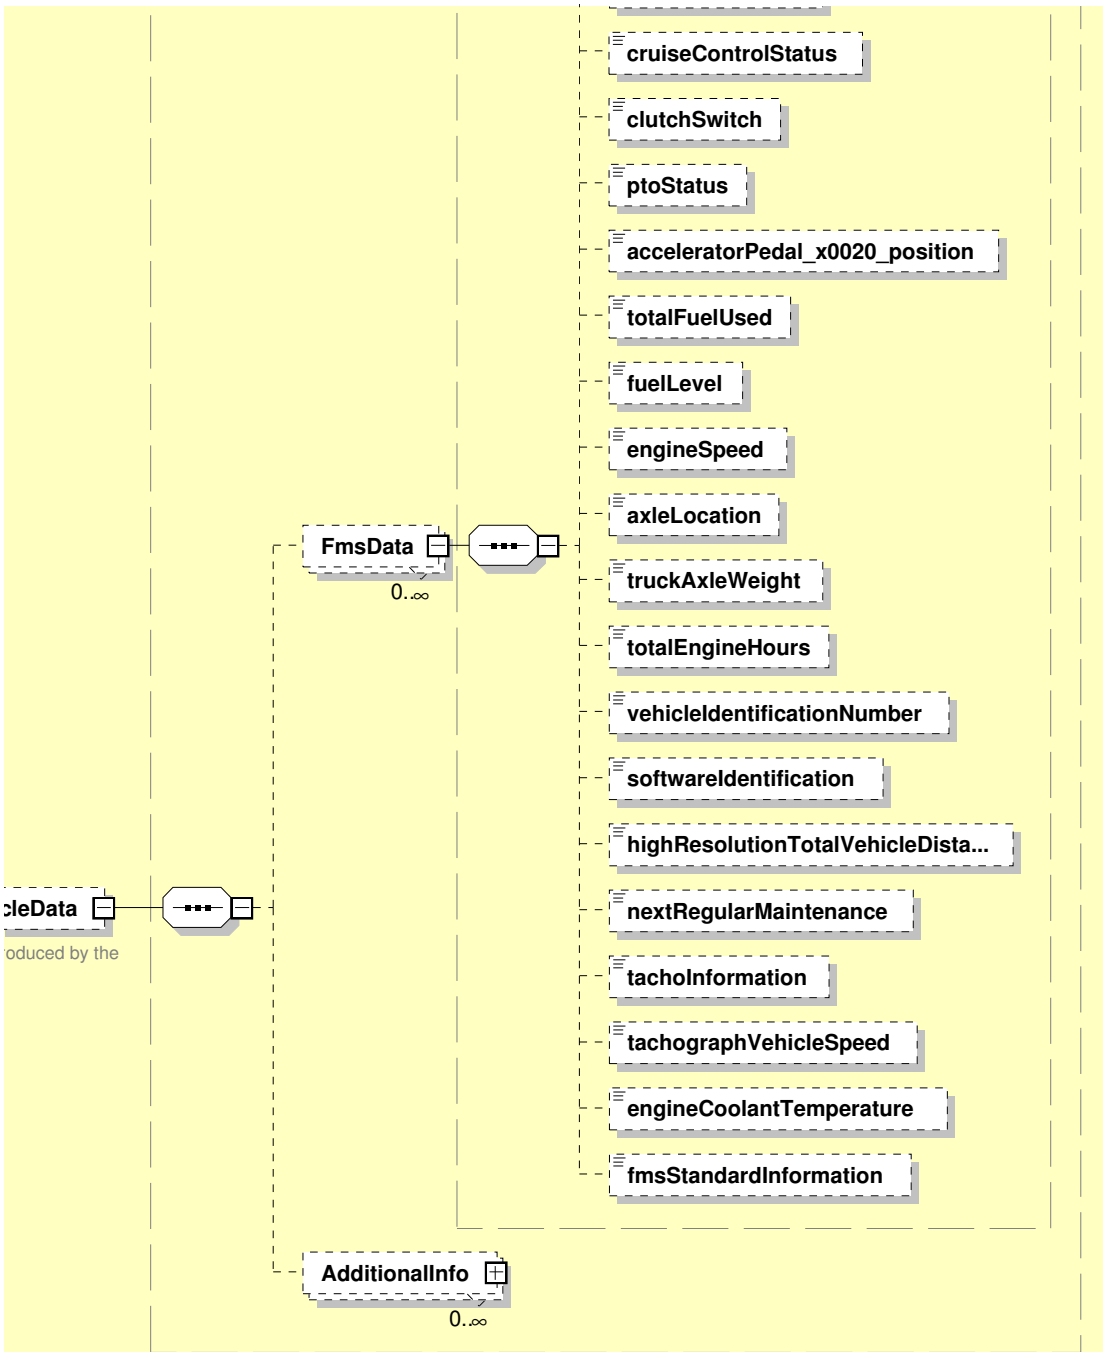 cruiseControlStatus
clutchSwitch
ptoStatus
acceleratorPedal_x0020_position
totalFuelUsed
fuelLevel
engineSpeed
axleLocation
FmsData
0..∞
truckAxleWeight
totalEngineHours
vehicleIdentificationNumber
softwareIdentification
highResolutionTotalVehicleDista...
cleData
oduced by the
nextRegularMaintenance
tachoInformation
tachographVehicleSpeed
engineCoolantTemperature
fmsStandardInformation
AdditionalInfo
0..∞